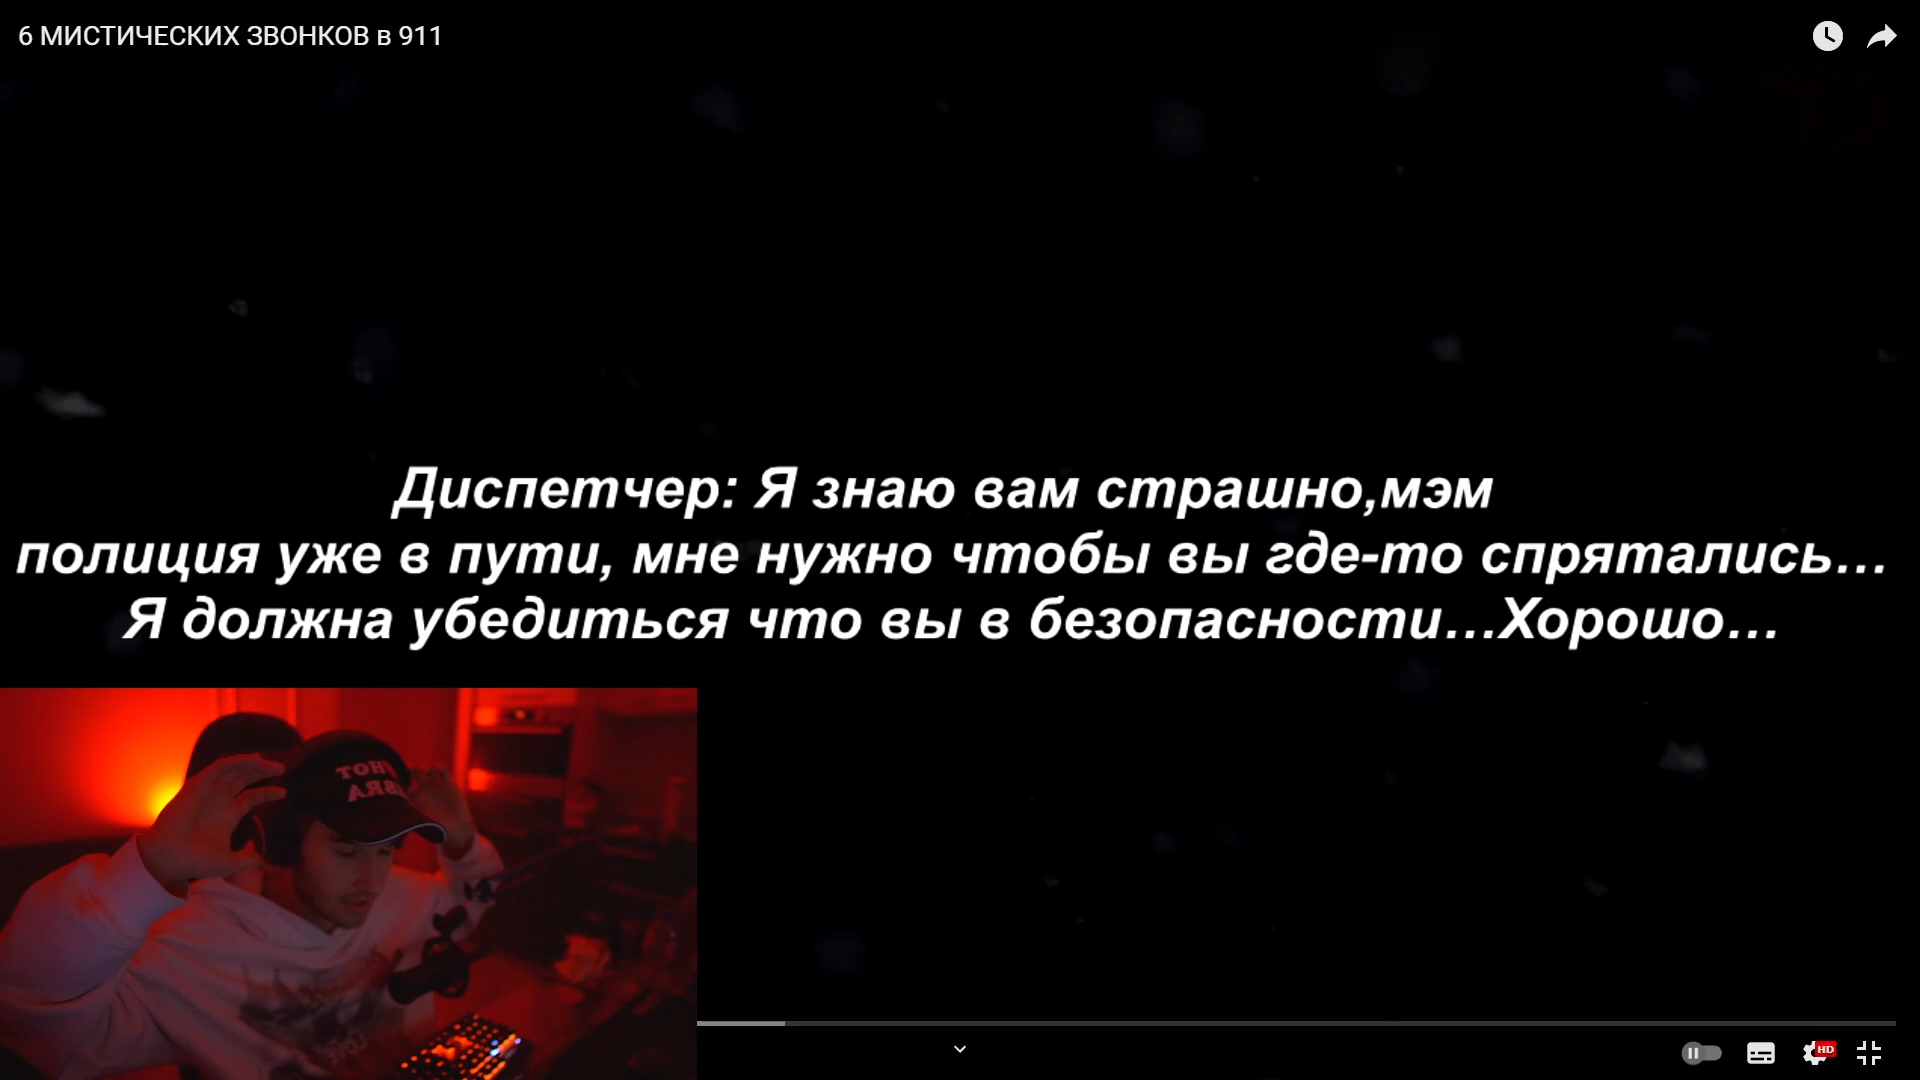 6 МИСТИЧЕСКИХ ЗВОНКОВ в 911
Диспетчер: Я знаю вам страшно,мэм
полиция уже в пути, мне нужно чтобы вы где-то спрятались...
Я должна убедиться что вы в безопасности...Хорошо...
HD